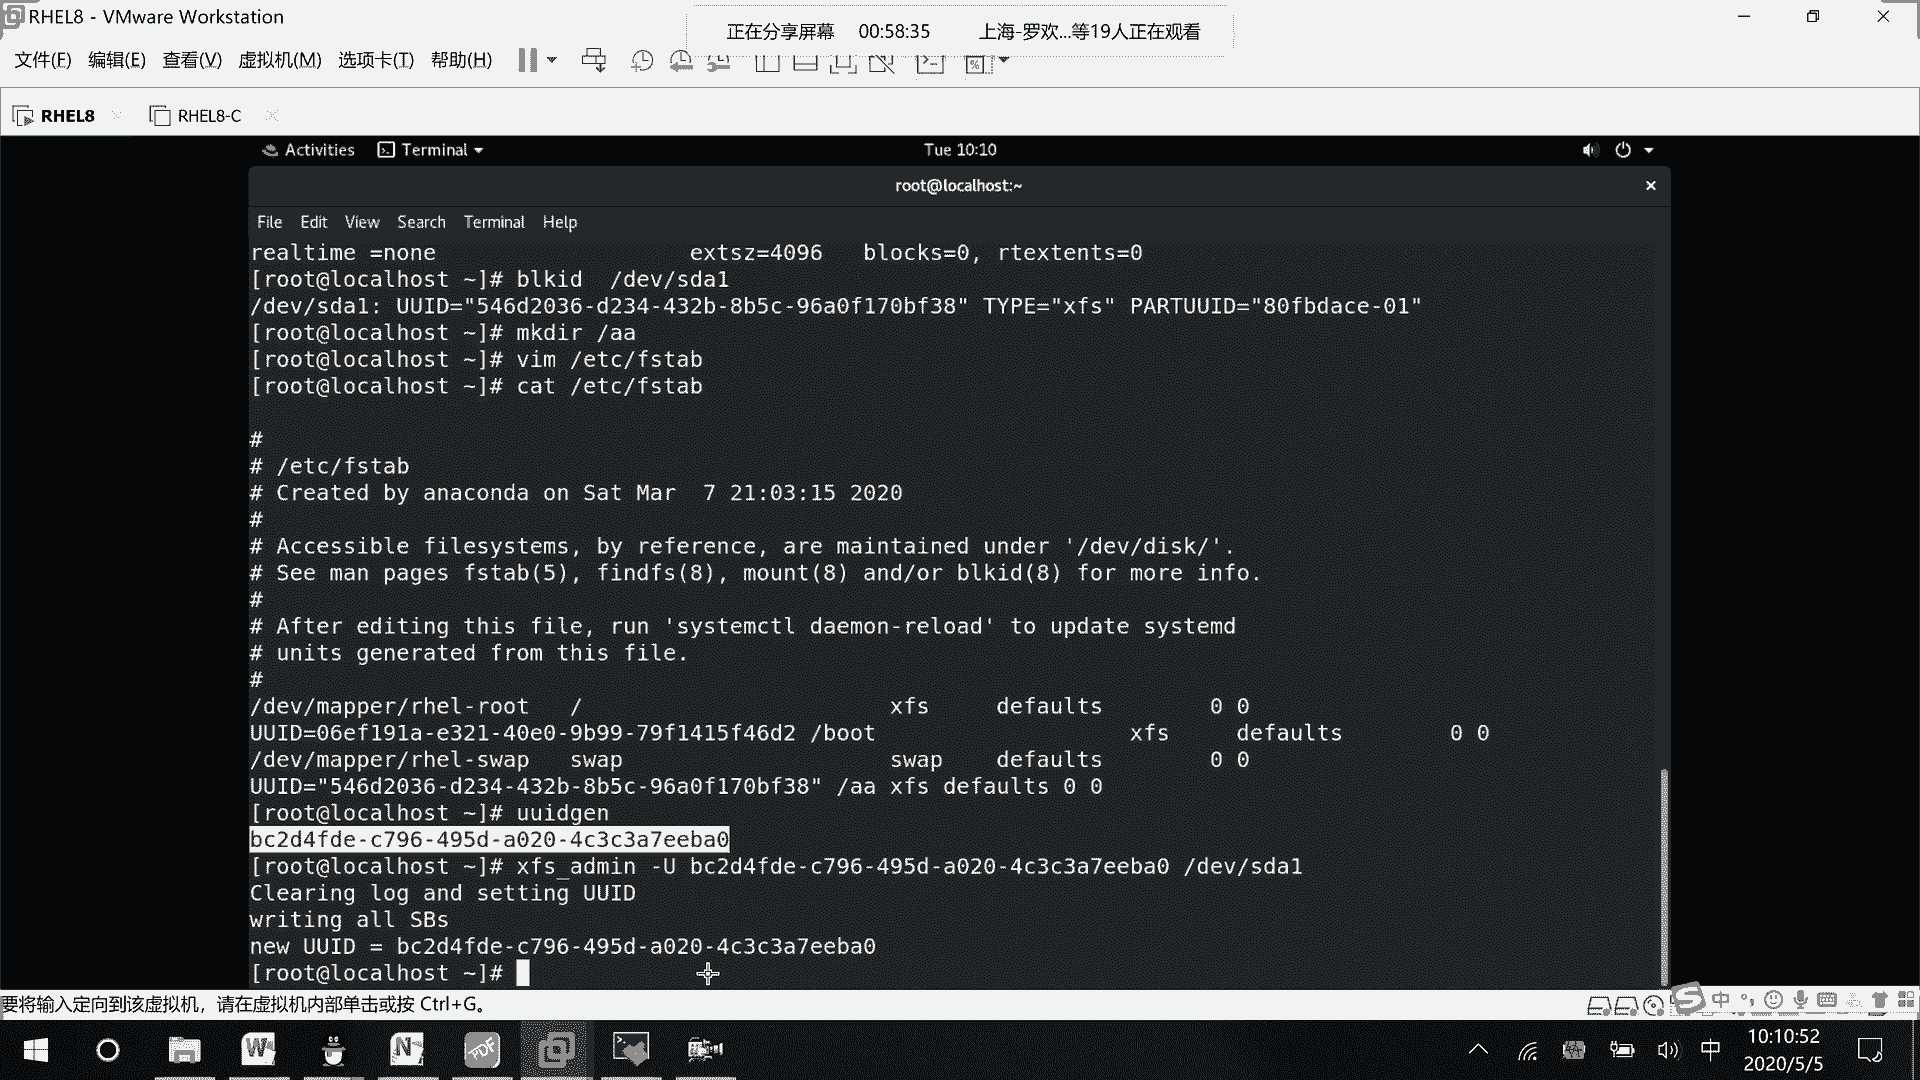 RHEL8 - VMware Workstation
正在分享屏幕 00:58:35 上海-罗欢...等19人正在观看
文件(F) 编辑(E) 查看(V) 虚拟机(M) 选项卡(T) 帮助(H)
RHEL8 RHEL8-C
Activities Terminal Tue 10:10
root@localhost:~
File Edit View Search Terminal Help
realtime =none extsz=4096 blocks=0, rtextents=0
[root@localhost ~]# blkid /dev/sda1
/dev/sda1: UUID="546d2036-d234-432b-8b5c-96a0f170bf38" TYPE="xfs" PARTUUID="80fbdace-01"
[root@localhost ~]# mkdir /aa
[root@localhost ~]# vim /etc/fstab
[root@localhost ~]# cat /etc/fstab
#
# /etc/fstab
# Created by anaconda on Sat Mar 7 21:03:15 2020
#
# Accessible filesystems, by reference, are maintained under '/dev/disk/'.
# See man pages fstab(5), findfs(8), mount(8) and/or blkid(8) for more info.
#
# After editing this file, run 'systemctl daemon-reload' to update systemd
# units generated from this file.
#
/dev/mapper/rhel-root / xfs defaults 0 0
UUID=06ef191a-e321-40e0-9b99-79f1415f46d2 /boot xfs defaults 0 0
/dev/mapper/rhel-swap swap swap defaults 0 0
UUID="546d2036-d234-432b-8b5c-96a0f170bf38" /aa xfs defaults 0 0
[root@localhost ~]# uuidgen
bc2d4fde-c796-495d-a020-4c3c3a7eeba0
[root@localhost ~]# xfs_admin -U bc2d4fde-c796-495d-a020-4c3c3a7eeba0 /dev/sda1
Clearing log and setting UUID
writing all SBs
new UUID = bc2d4fde-c796-495d-a020-4c3c3a7eeba0
[root@localhost ~]#
要将输入定向到该虚拟机，请在虚拟机内部单击或按 Ctrl+G。
中
中 10:10:52
2020/5/5